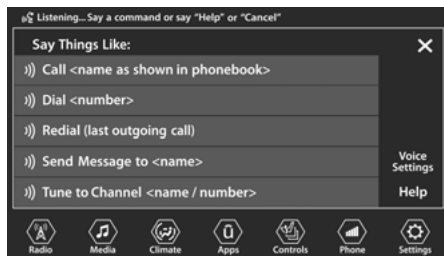 Listening... Say a command or say "Help" or "Cancel"
Say Things Like:
Call <name as shown in phonebook>
Dial <number>
Redial (last outgoing call)
Send Message to <name>
Voice
Settings
Tune to Channel <name / number>
Help
Radio
Media
Climate
Apps
Controls
Phone
Settings